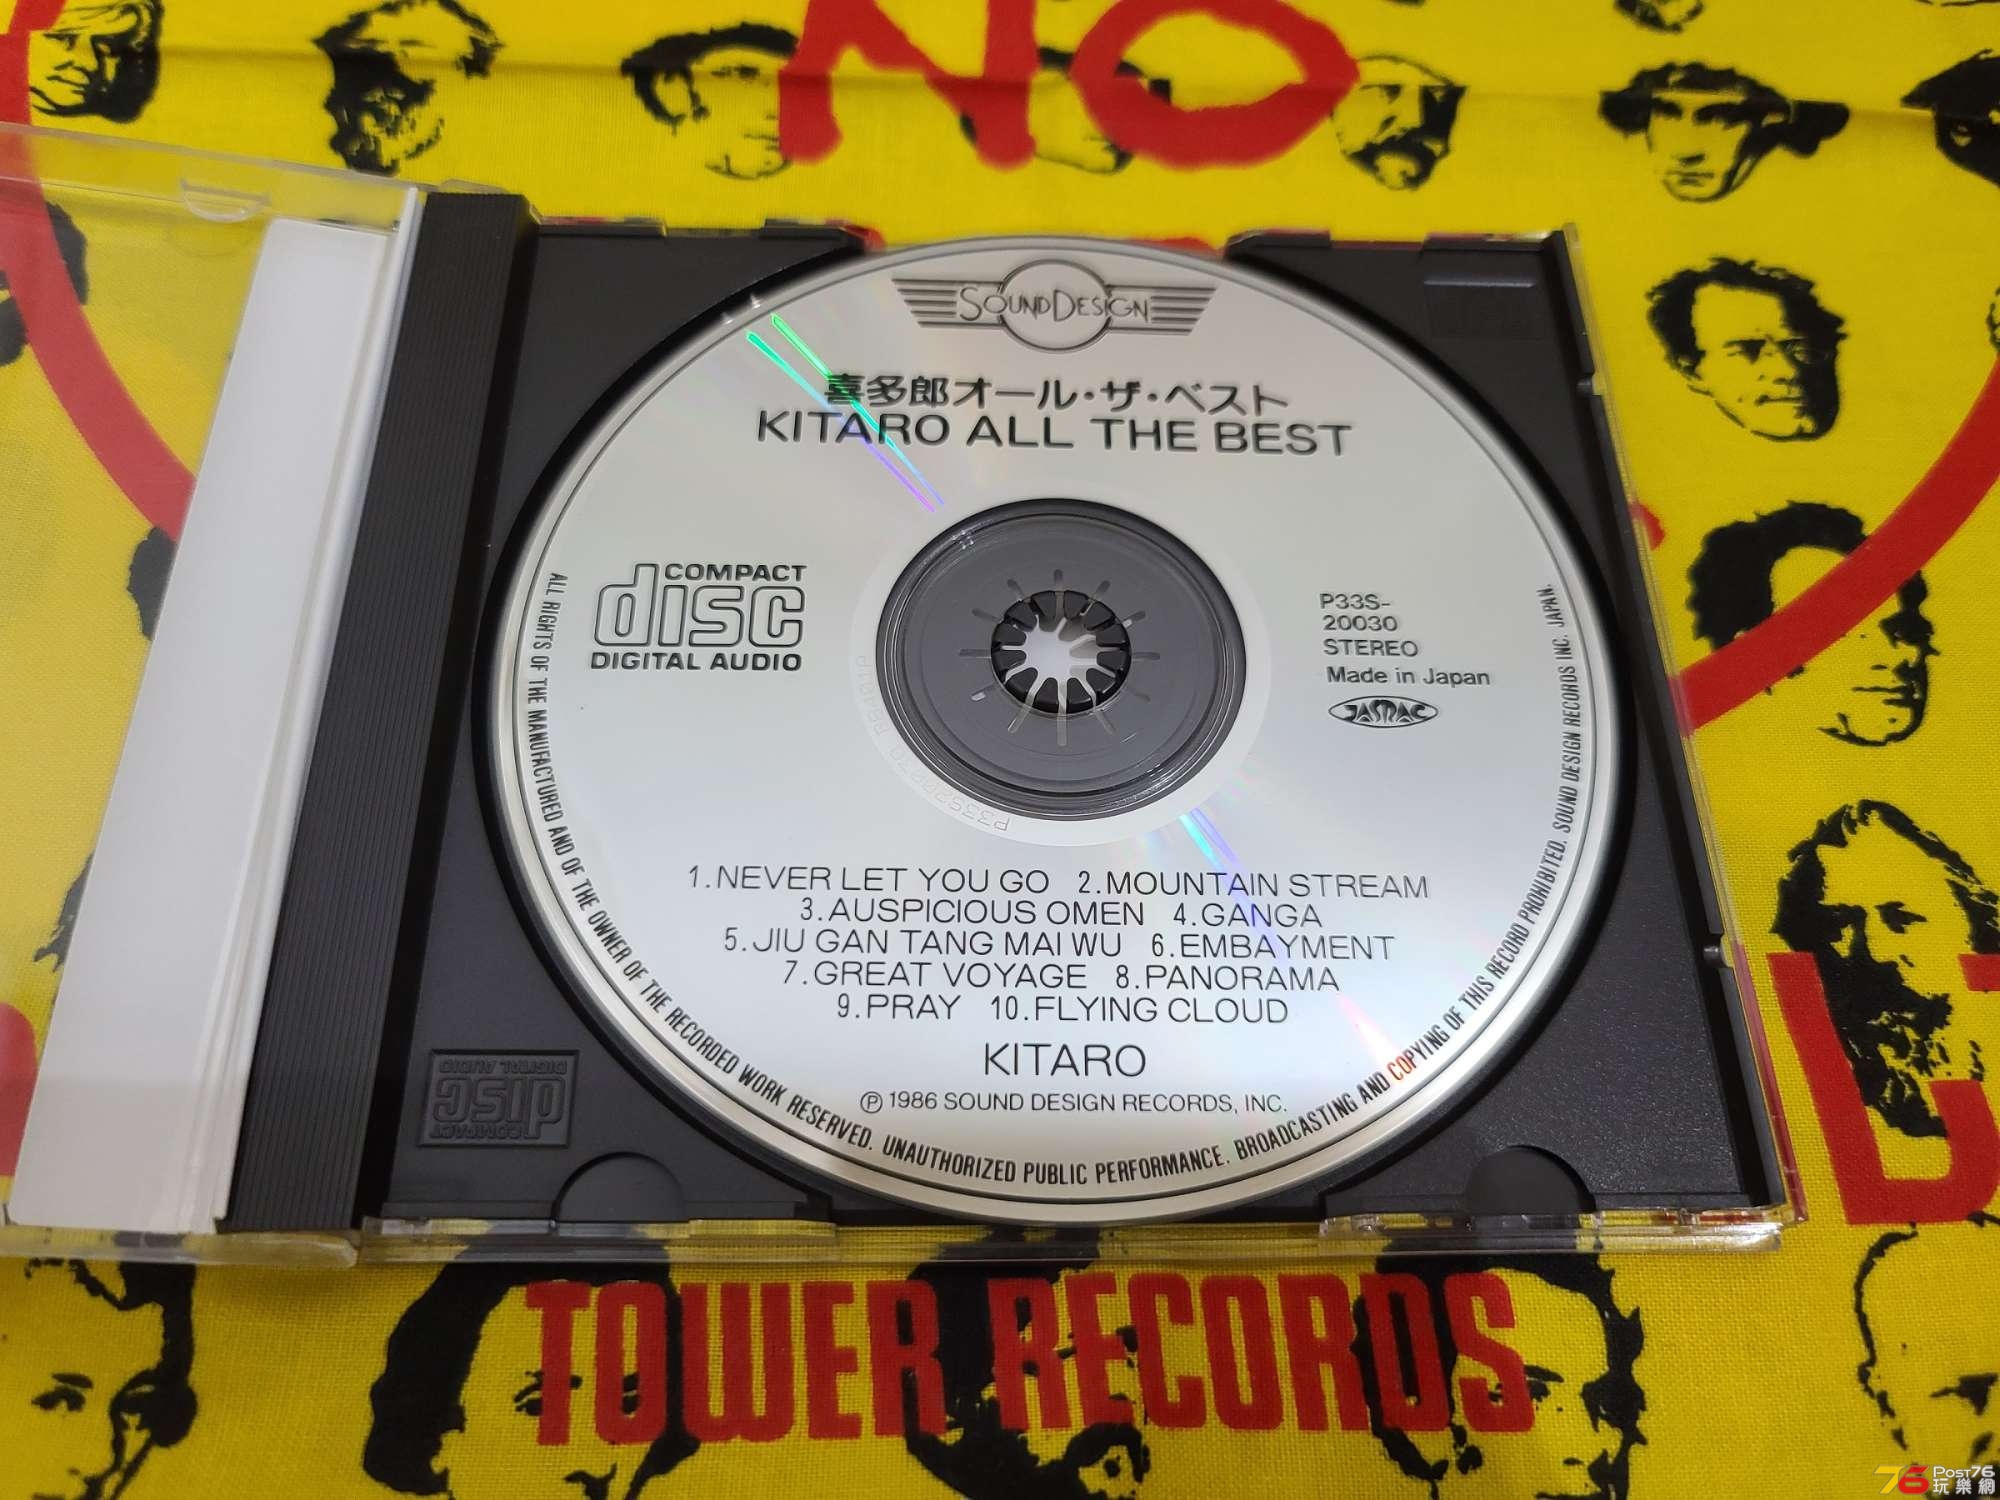 NO
SOUNDDESIGN
喜多郎オール・ザ・ベスト
KITARO ALL THE BEST
COMPACT
disc
DIGITAL AUDIO
P33S-
20030
STEREO
Made in Japan
JASRAC
P33S20030
1.NEVER LET YOU GO 2.MOUNTAIN STREAM
3.AUSPICIOUS OMEN 4.GANGA
5.JIU GAN TANG MAI WU 6.EMBAYMENT
7.GREAT VOYAGE 8.PANORAMA
9.PRAY 10.FLYING CLOUD
KITARO
Ⓟ1986 SOUND DESIGN RECORDS, INC.
ALL RIGHTS OF THE MANUFACTURED AND OF THE OWNER OF THE RECORDED WORK RESERVED. UNAUTHORIZED PUBLIC PERFORMANCE. BROADCASTING AND COPYING OF THIS RECORD PROHIBITED. SOUND DESIGN RECORDS INC. JAPAN.
COMPACT
disc
DIGITAL AUDIO
TOWER RECORDS
76 POST76
玩樂網